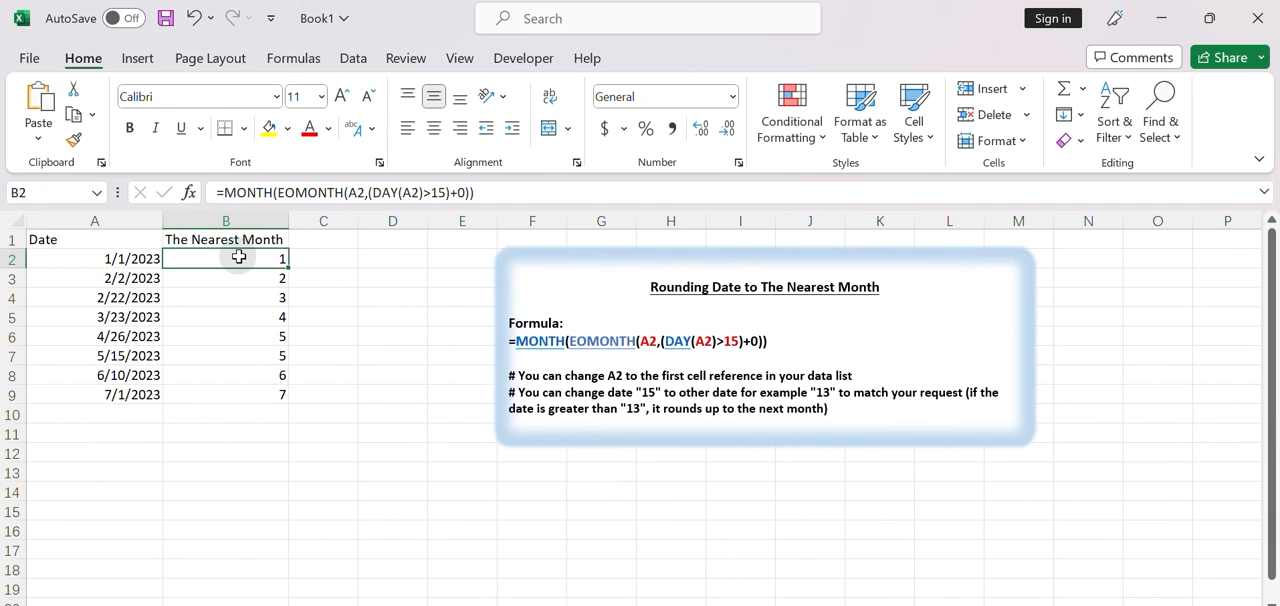 AutoSave Off Book1 Search Sign in
File Home Insert Page Layout Formulas Data Review View Developer Help Comments Share
Paste Calibri 11 General Conditional Formatting Format as Table Cell Styles Insert Delete Format Sort & Filter Find & Select
B I U $ %
Clipboard Font Alignment Number Styles Cells Editing
B2 fx =MONTH(EOMONTH(A2,(DAY(A2)>15)+0))
A B C D E F G H I J K L M N O P
1 Date The Nearest Month
2 1/1/2023 1
3 2/2/2023 2
4 2/22/2023 3
5 3/23/2023 4
6 4/26/2023 5
7 5/15/2023 5
8 6/10/2023 6
9 7/1/2023 7
10
11
12
13
14
15
16
17
18
19
Rounding Date to The Nearest Month
Formula:
=MONTH(EOMONTH(A2,(DAY(A2)>15)+0))
# You can change A2 to the first cell reference in your data list
# You can change date "15" to other date for example "13" to match your request (if the
date is greater than "13", it rounds up to the next month)